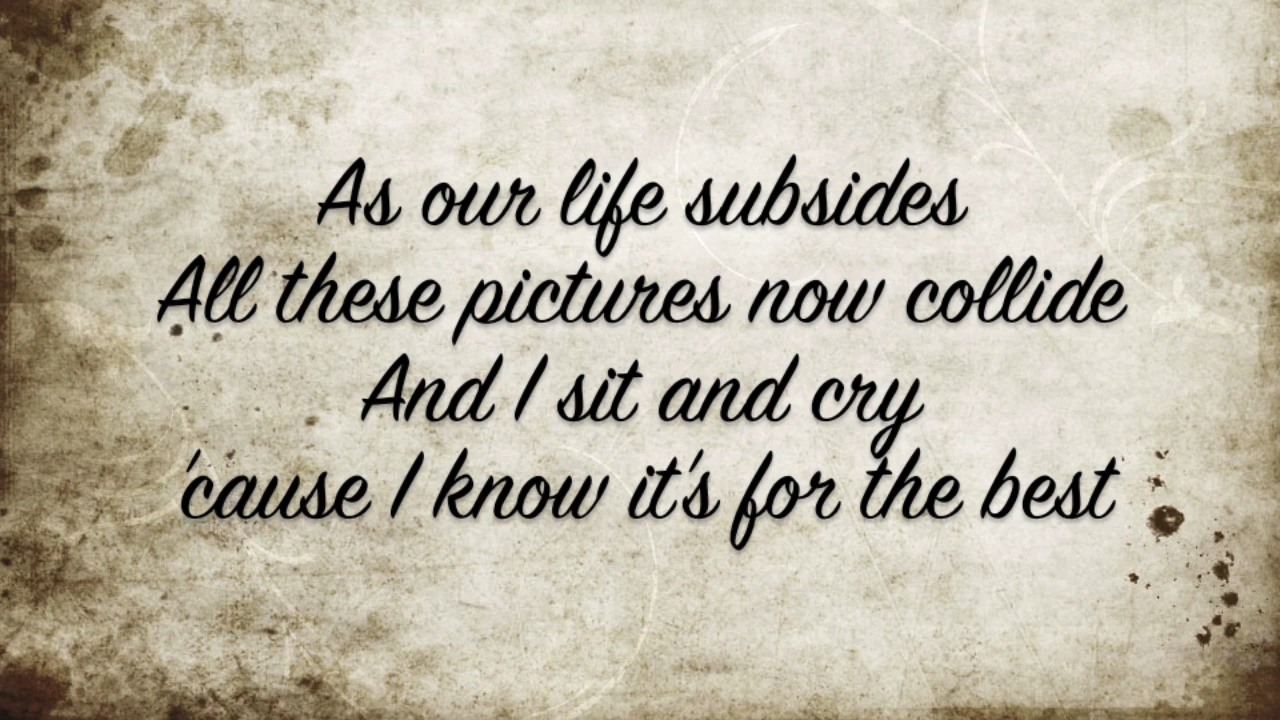 As our life subsides
All these pictures now collide
And I sit and cry
'cause I know it's for the best